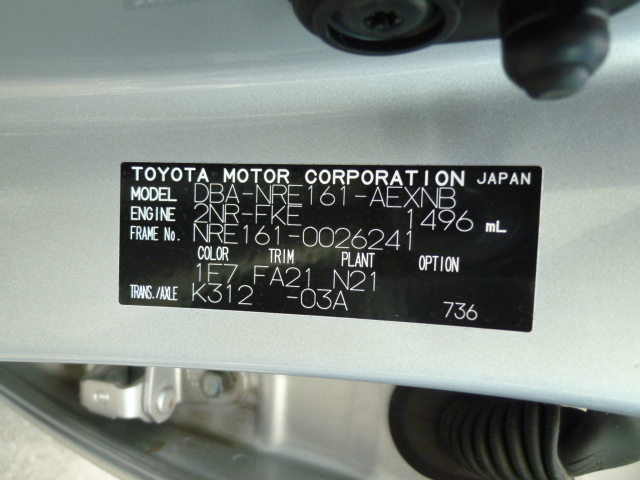 TOYOTA MOTOR CORPORATION JAPAN
MODEL DBA-NRE161-AEXNB
ENGINE 2NR-FKE 1496 mL
FRAME No. NRE161-0026241
COLOR TRIM PLANT OPTION
1F7 FA21 N21
TRANS./AXLE K312 -03A
736